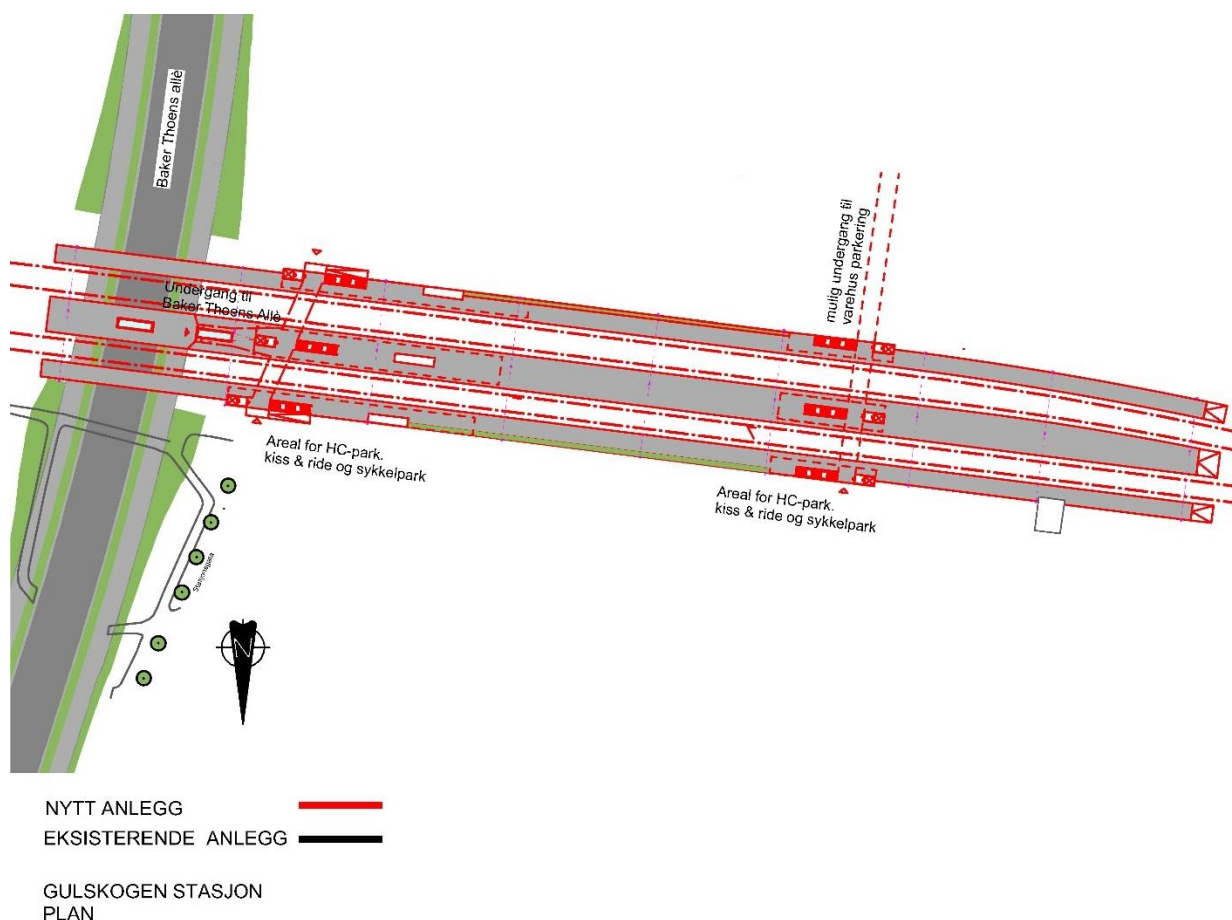 Baker Thoens allè
Undergang til
Baker Thoens Allè
mulig undergang til
varehus parkering
Areal for HC-park.
kiss & ride og sykkelpark
Areal for HC-park.
kiss & ride og sykkelpark
Stasjonsgata
N
NYTT ANLEGG
EKSISTERENDE ANLEGG
GULSKOGEN STASJON
PLAN